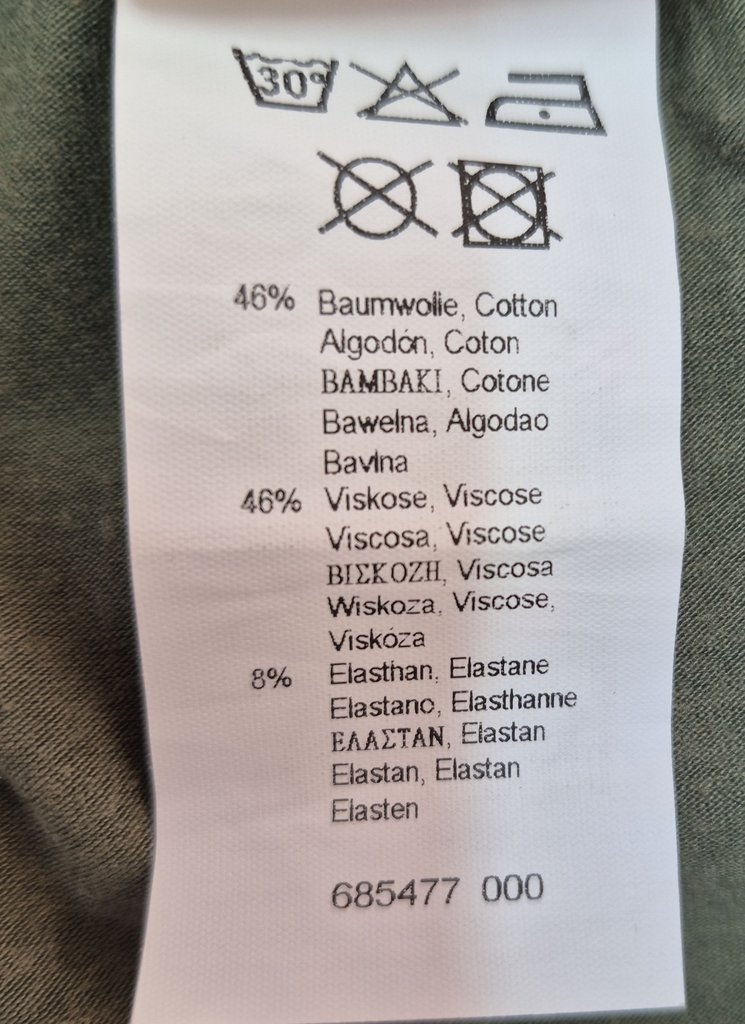 30°
46% Baumwolle, Cotton
Algodón, Coton
ΒΑΜΒΑΚΙ, Cotone
Bawelna, Algodao
Bavlna
46% Viskose, Viscose
Viscosa, Viscose
ΒΙΣΚΟΖΗ, Viscosa
Wiskoza, Viscose,
Viskóza
8% Elasthan, Elastane
Elastano, Elasthanne
ΕΛΑΣΤΑΝ, Elastan
Elastan, Elastan
Elasten
685477 000